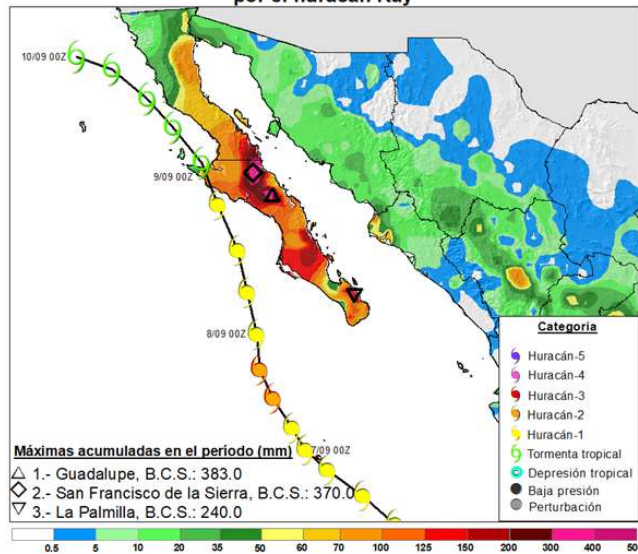 por el huracán Kay
10/09 00Z
9/09 00Z
8/09 00Z
7/09 00Z
Categoría
Huracán-5
Huracán-4
Huracán-3
Huracán-2
Huracán-1
Tormenta tropical
Depresión tropical
Baja presión
Perturbación
Máximas acumuladas en el período (mm)
1.- Guadalupe, B.C.S.: 383.0
2.- San Francisco de la Sierra, B.C.S.: 370.0
3.- La Palmilla, B.C.S.: 240.0
0.5 5 10 20 35 50 60 70 100 125 150 200 300 400